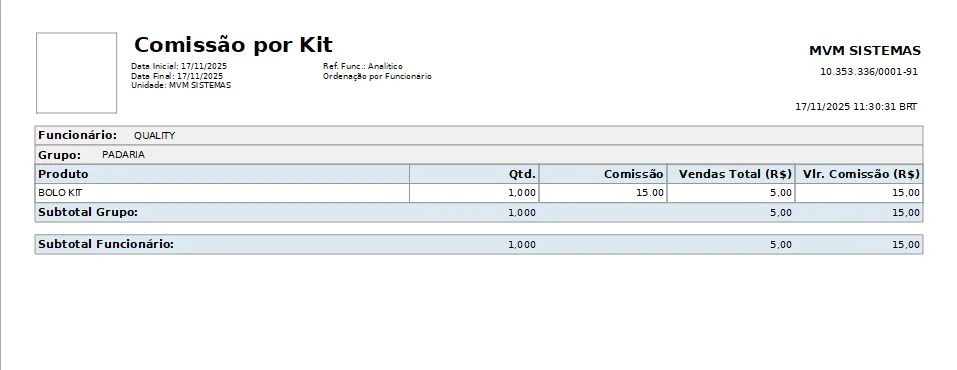 Comissão por Kit
MVM SISTEMAS
Data Inicial: 17/11/2025 Ref. Func.: Analítico
10.353.336/0001-91
Data Final: 17/11/2025 Ordenação por Funcionário
Unidade: MVM SISTEMAS
17/11/2025 11:30:31 BRT
Funcionário: QUALITY
Grupo: PADARIA
Produto Qtd. Comissão Vendas Total (R$) Vlr. Comissão (R$)
BOLO KIT 1,000 15.00 5,00 15,00
Subtotal Grupo: 1,000 5,00 15,00
Subtotal Funcionário: 1,000 5,00 15,00